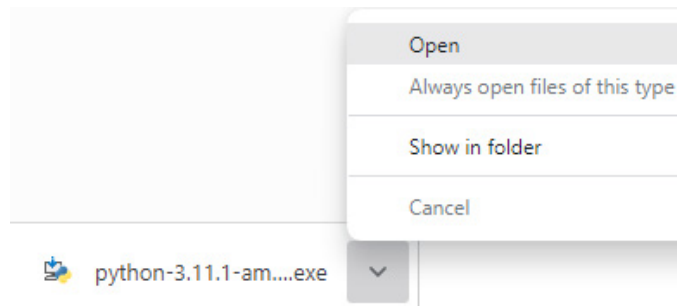 Open
Always open files of this type
Show in folder
Cancel
python-3.11.1-am....exe